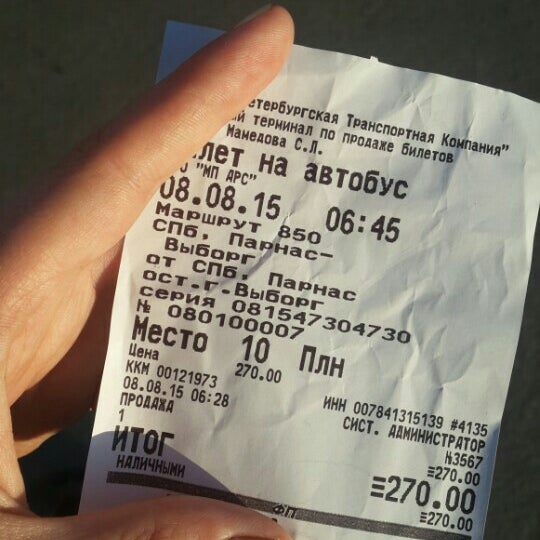 етербургская Транспортная Компания"
й терминал по продаже билетов
Мамедова С.Л.
лет на автобус
"МП АРС"
08.08.15 06:45
Маршрут 850
СПб. Парнас-
Выборг
от СПб. Парнас
ост.г.Выборг
серия 081547304730
№ 080100007
Место 10 Плн
Цена 270.00
ККМ 00121973 ИНН 007841315139 #4135
08.08.15 06:28 СИСТ. АДМИНИСТРАТОР
ПРОДАЖА №3567
1 ≡270.00
ИТОГ ≡270.00
НАЛИЧНЫМИ ≡270.00
ФП